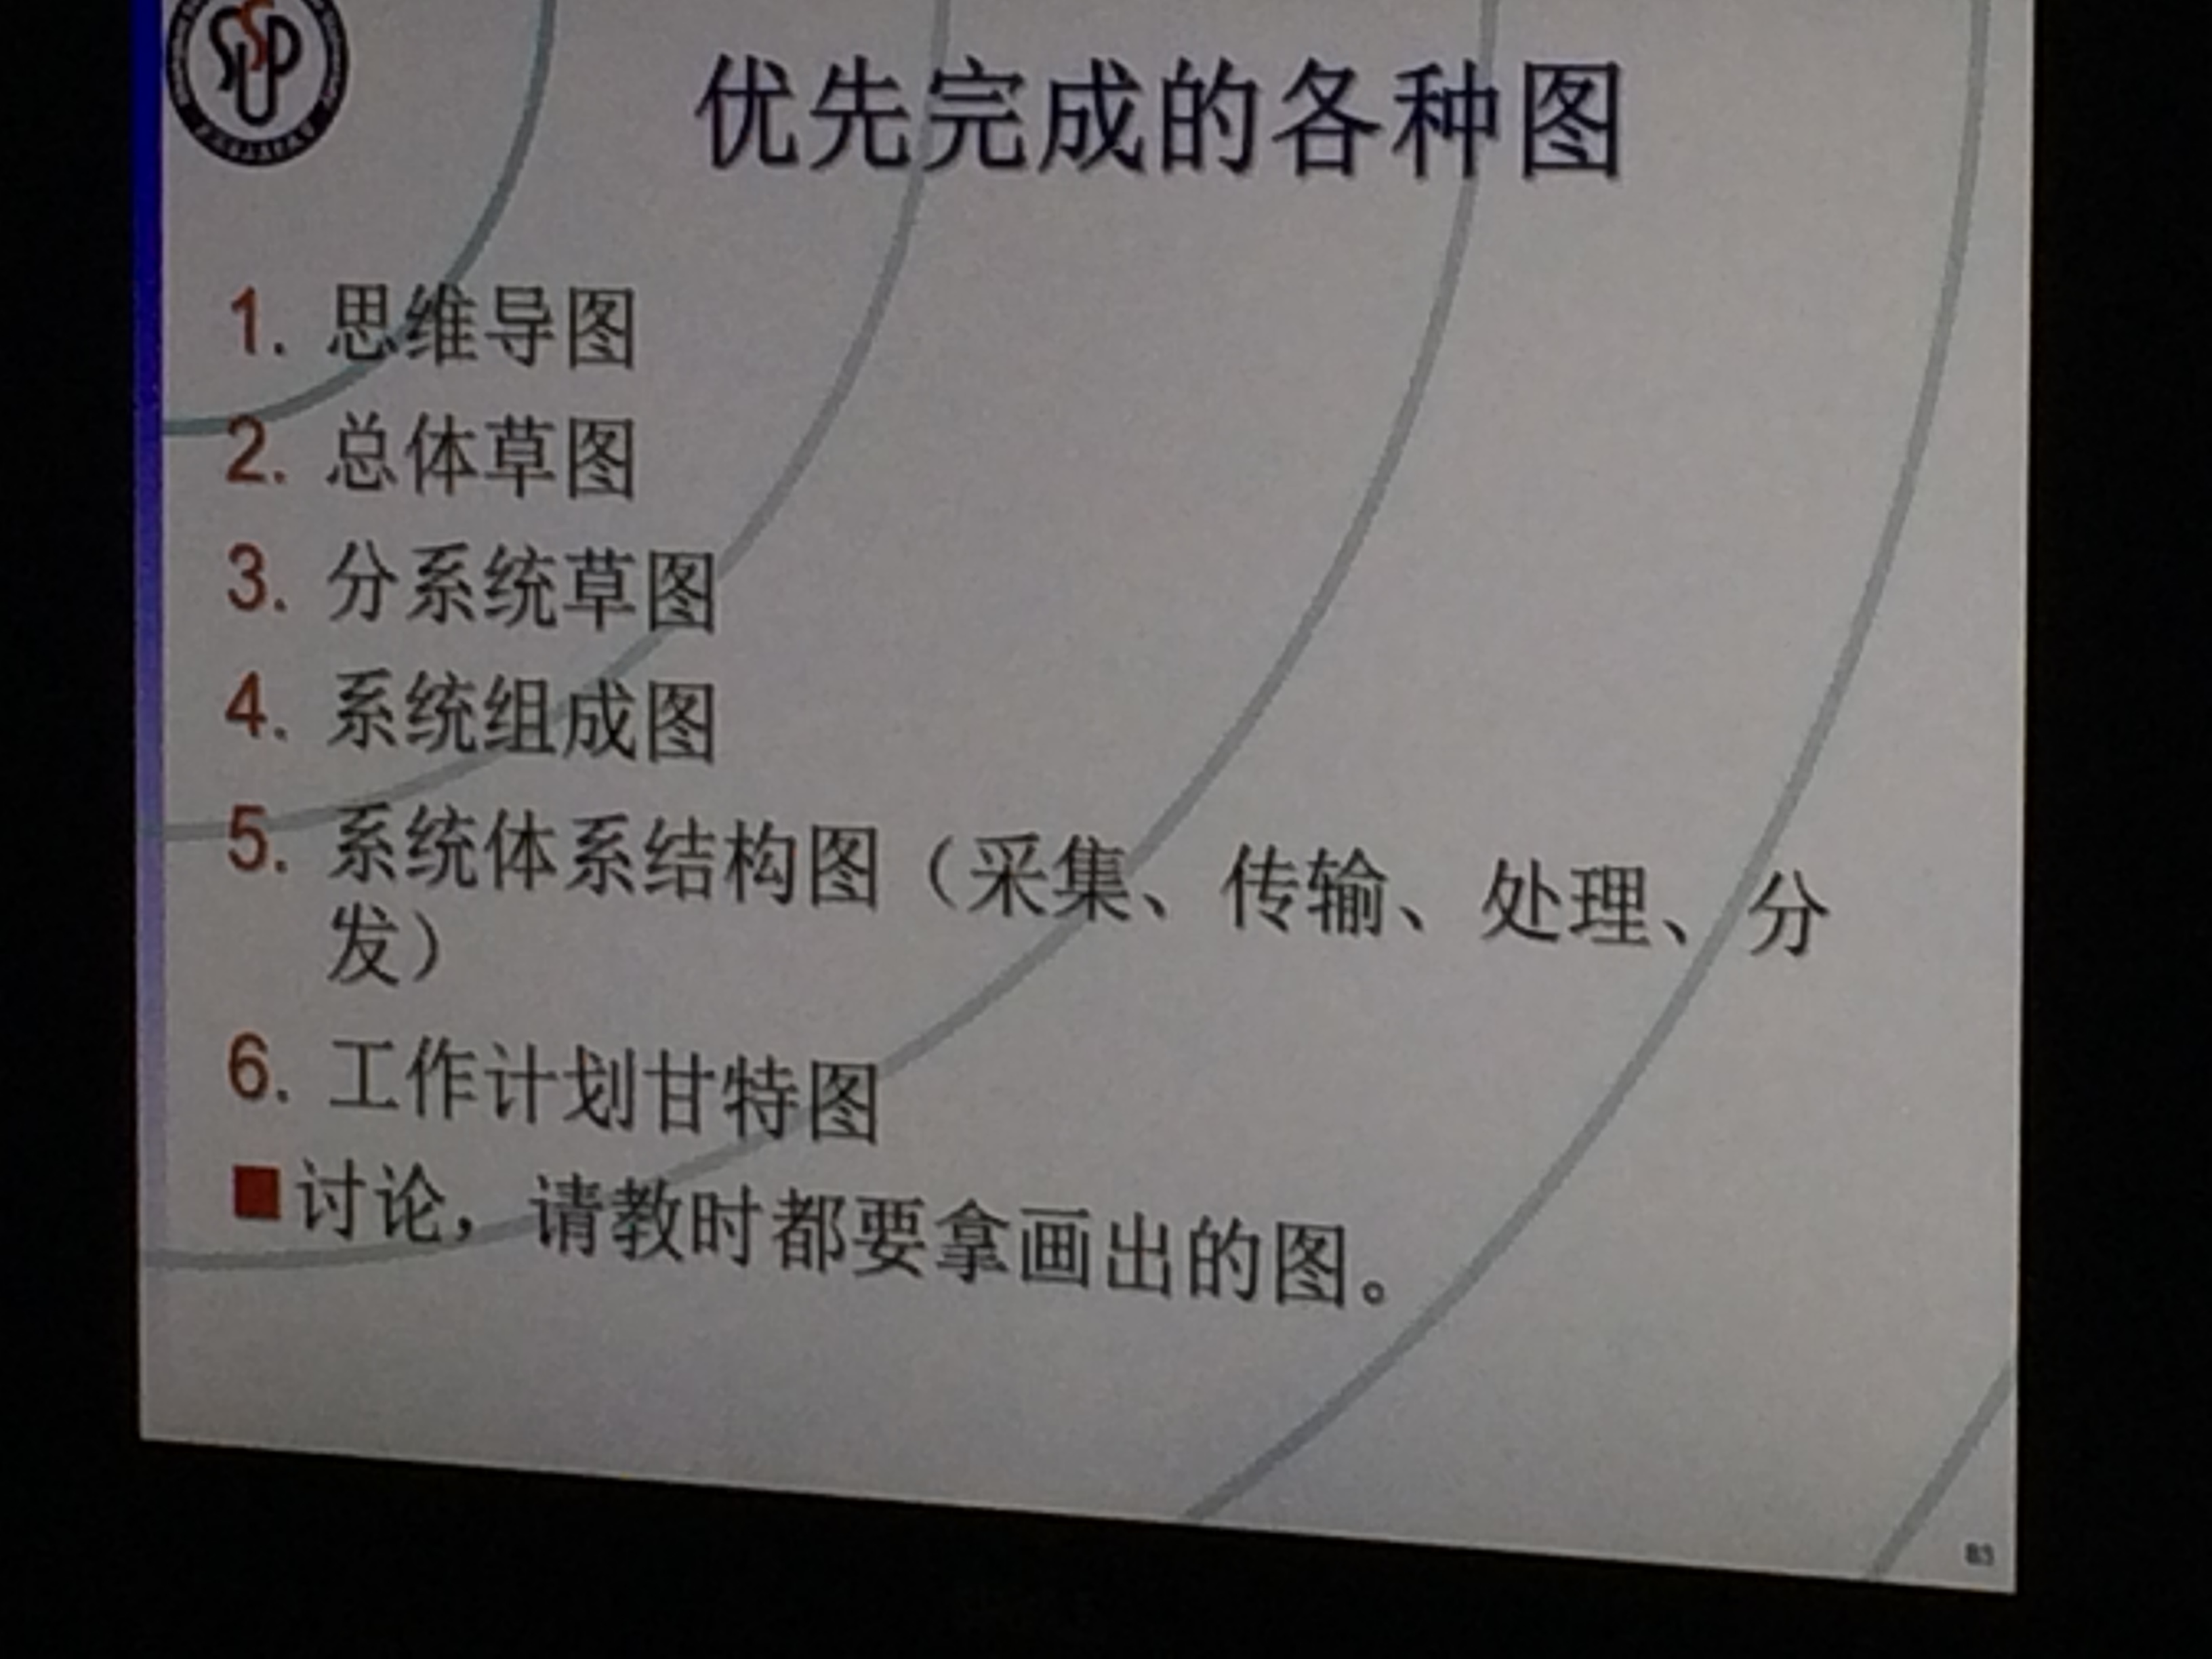 SSUP
优先完成的各种图
1. 思维导图
2. 总体草图
3. 分系统草图
4. 系统组成图
5. 系统体系结构图（采集、传输、处理、分
发）
6. 工作计划甘特图
■讨论，请教时都要拿画出的图。
83